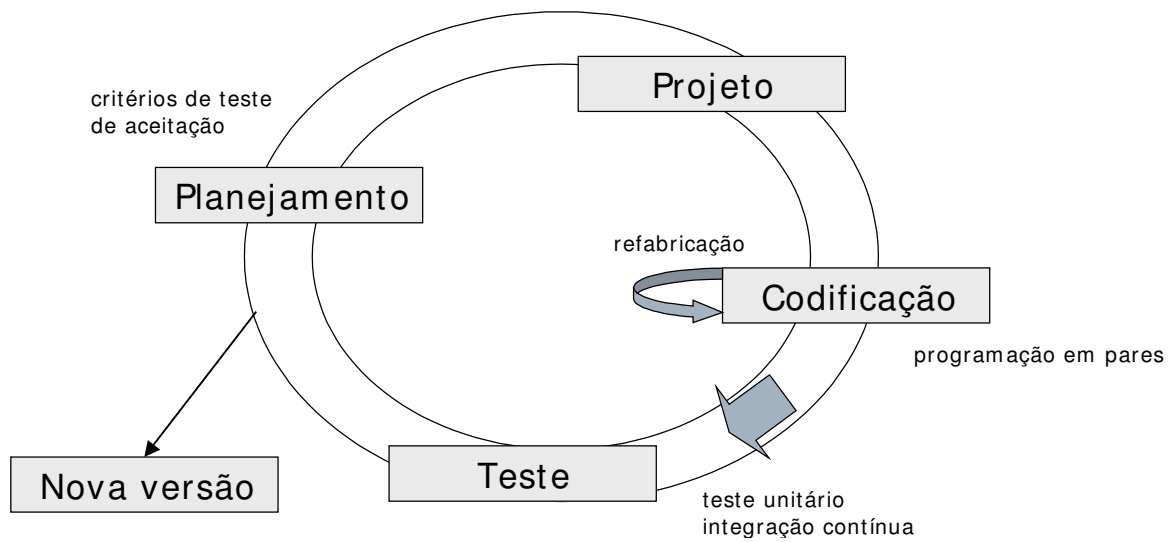 Projeto
critérios de teste
de aceitação
Planejamento
refabricação
Codificação
programação em pares
Nova versão
Teste
teste unitário
integração contínua